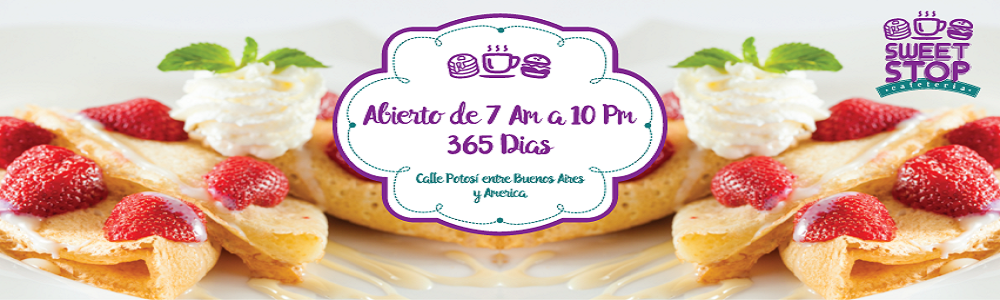 Abierto de 7 Am a 10 Pm
365 Dias
Calle Potosí entre Buenos Aires
y America
SWEET
STOP
cafetería